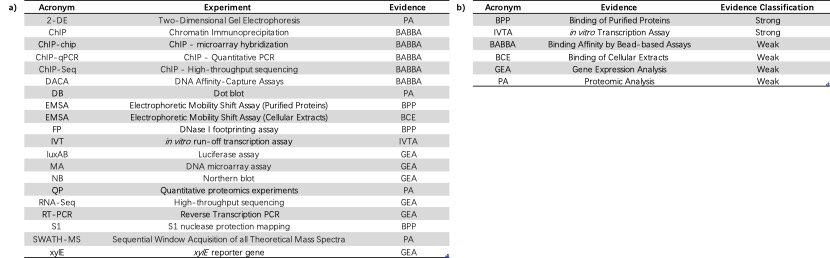 a)
Acronym Experiment Evidence
2-DE Two-Dimensional Gel Electrophoresis PA
ChIP Chromatin Immunoprecipitation BABBA
ChIP-chip ChIP - microarray hybridization BABBA
ChIP-qPCR ChIP - Quantitative PCR BABBA
ChIP-Seq ChIP - High-throughput sequencing BABBA
DACA DNA Affinity-Capture Assays BABBA
DB Dot blot PA
EMSA Electrophoretic Mobility Shift Assay (Purified Proteins) BPP
EMSA Electrophoretic Mobility Shift Assay (Cellular Extracts) BCE
FP DNase I footprinting assay BPP
IVT in vitro run-off transcription assay IVTA
luxAB Luciferase assay GEA
MA DNA microarray assay GEA
NB Northern blot GEA
QP Quantitative proteomics experiments PA
RNA-Seq High-throughput sequencing GEA
RT-PCR Reverse Transcription PCR GEA
S1 S1 nuclease protection mapping BPP
SWATH-MS Sequential Window Acquisition of all Theoretical Mass Spectra PA
xylE xylE reporter gene GEA
b)
Acronym Evidence Evidence Classification
BPP Binding of Purified Proteins Strong
IVTA in vitro Transcription Assay Strong
BABBA Binding Affinity by Bead-based Assays Weak
BCE Binding of Cellular Extracts Weak
GEA Gene Expression Analysis Weak
PA Proteomic Analysis Weak